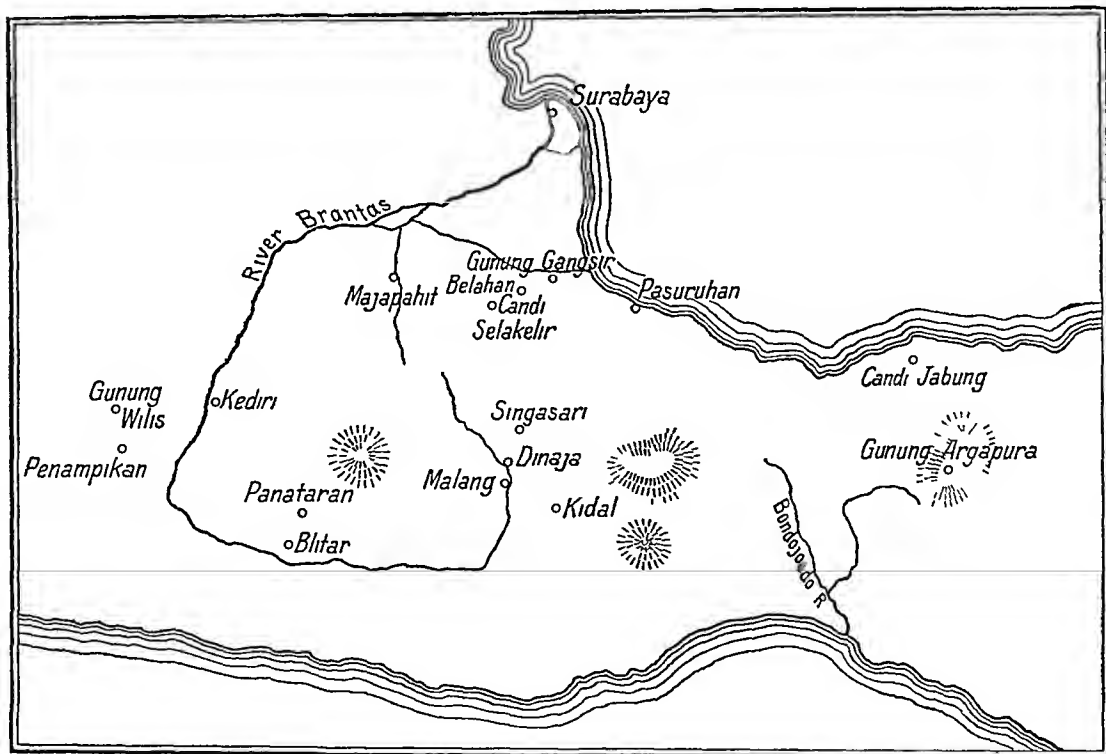 Surabaya
River Brantas
Gunung Gangsir
Belahan
Majapahit
Candi
Selakelir
Pasuruhan
Candi Jabung
Gunung
Wilis
Kediri
Singasari
Gunung Argapura
Penampikan
Dinaja
Malang
Panataran
Kidal
Blitar
Bondojodo R